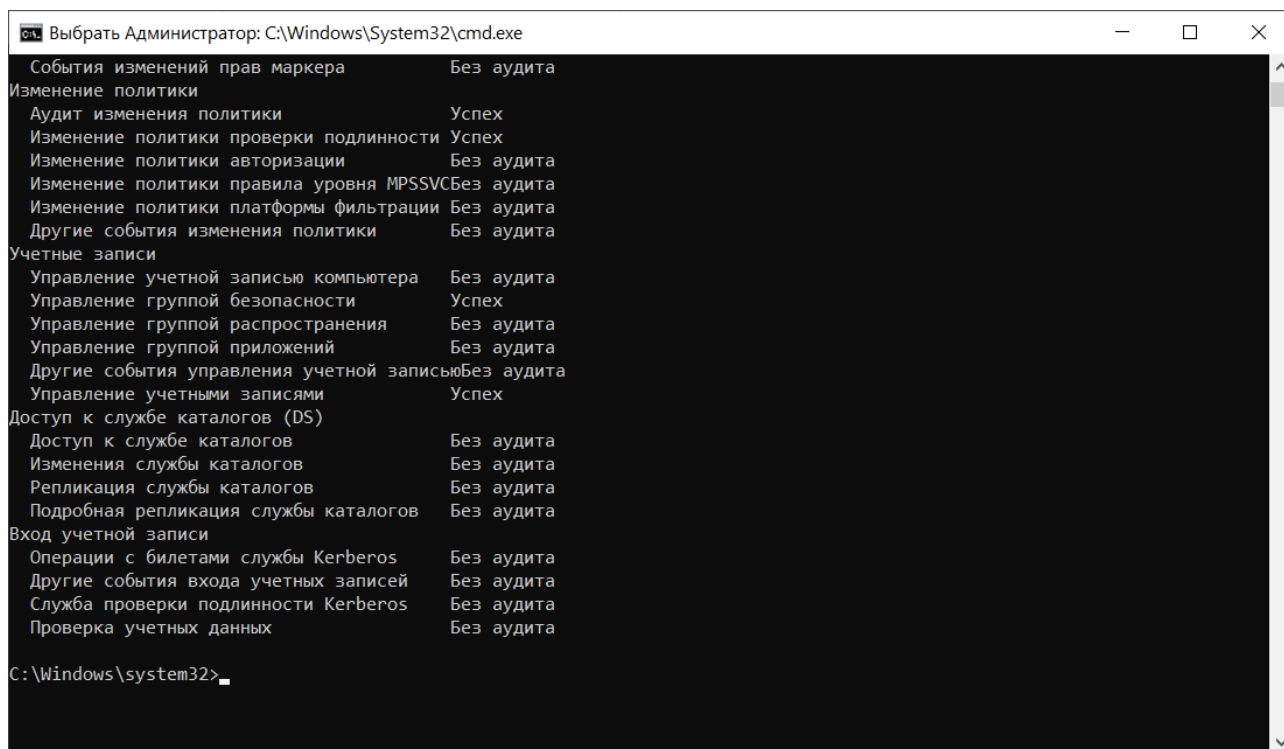 Выбрать Администратор: C:\Windows\System32\cmd.exe
События изменений прав маркера Без аудита
Изменение политики
Аудит изменения политики Успех
Изменение политики проверки подлинности Успех
Изменение политики авторизации Без аудита
Изменение политики правила уровня MPSSVCБез аудита
Изменение политики платформы фильтрации Без аудита
Другие события изменения политики Без аудита
Учетные записи
Управление учетной записью компьютера Без аудита
Управление группой безопасности Успех
Управление группой распространения Без аудита
Управление группой приложений Без аудита
Другие события управления учетной записьюБез аудита
Управление учетными записями Успех
Доступ к службе каталогов (DS)
Доступ к службе каталогов Без аудита
Изменения службы каталогов Без аудита
Репликация службы каталогов Без аудита
Подробная репликация службы каталогов Без аудита
Вход учетной записи
Операции с билетами службы Kerberos Без аудита
Другие события входа учетных записей Без аудита
Служба проверки подлинности Kerberos Без аудита
Проверка учетных данных Без аудита
C:\Windows\system32>